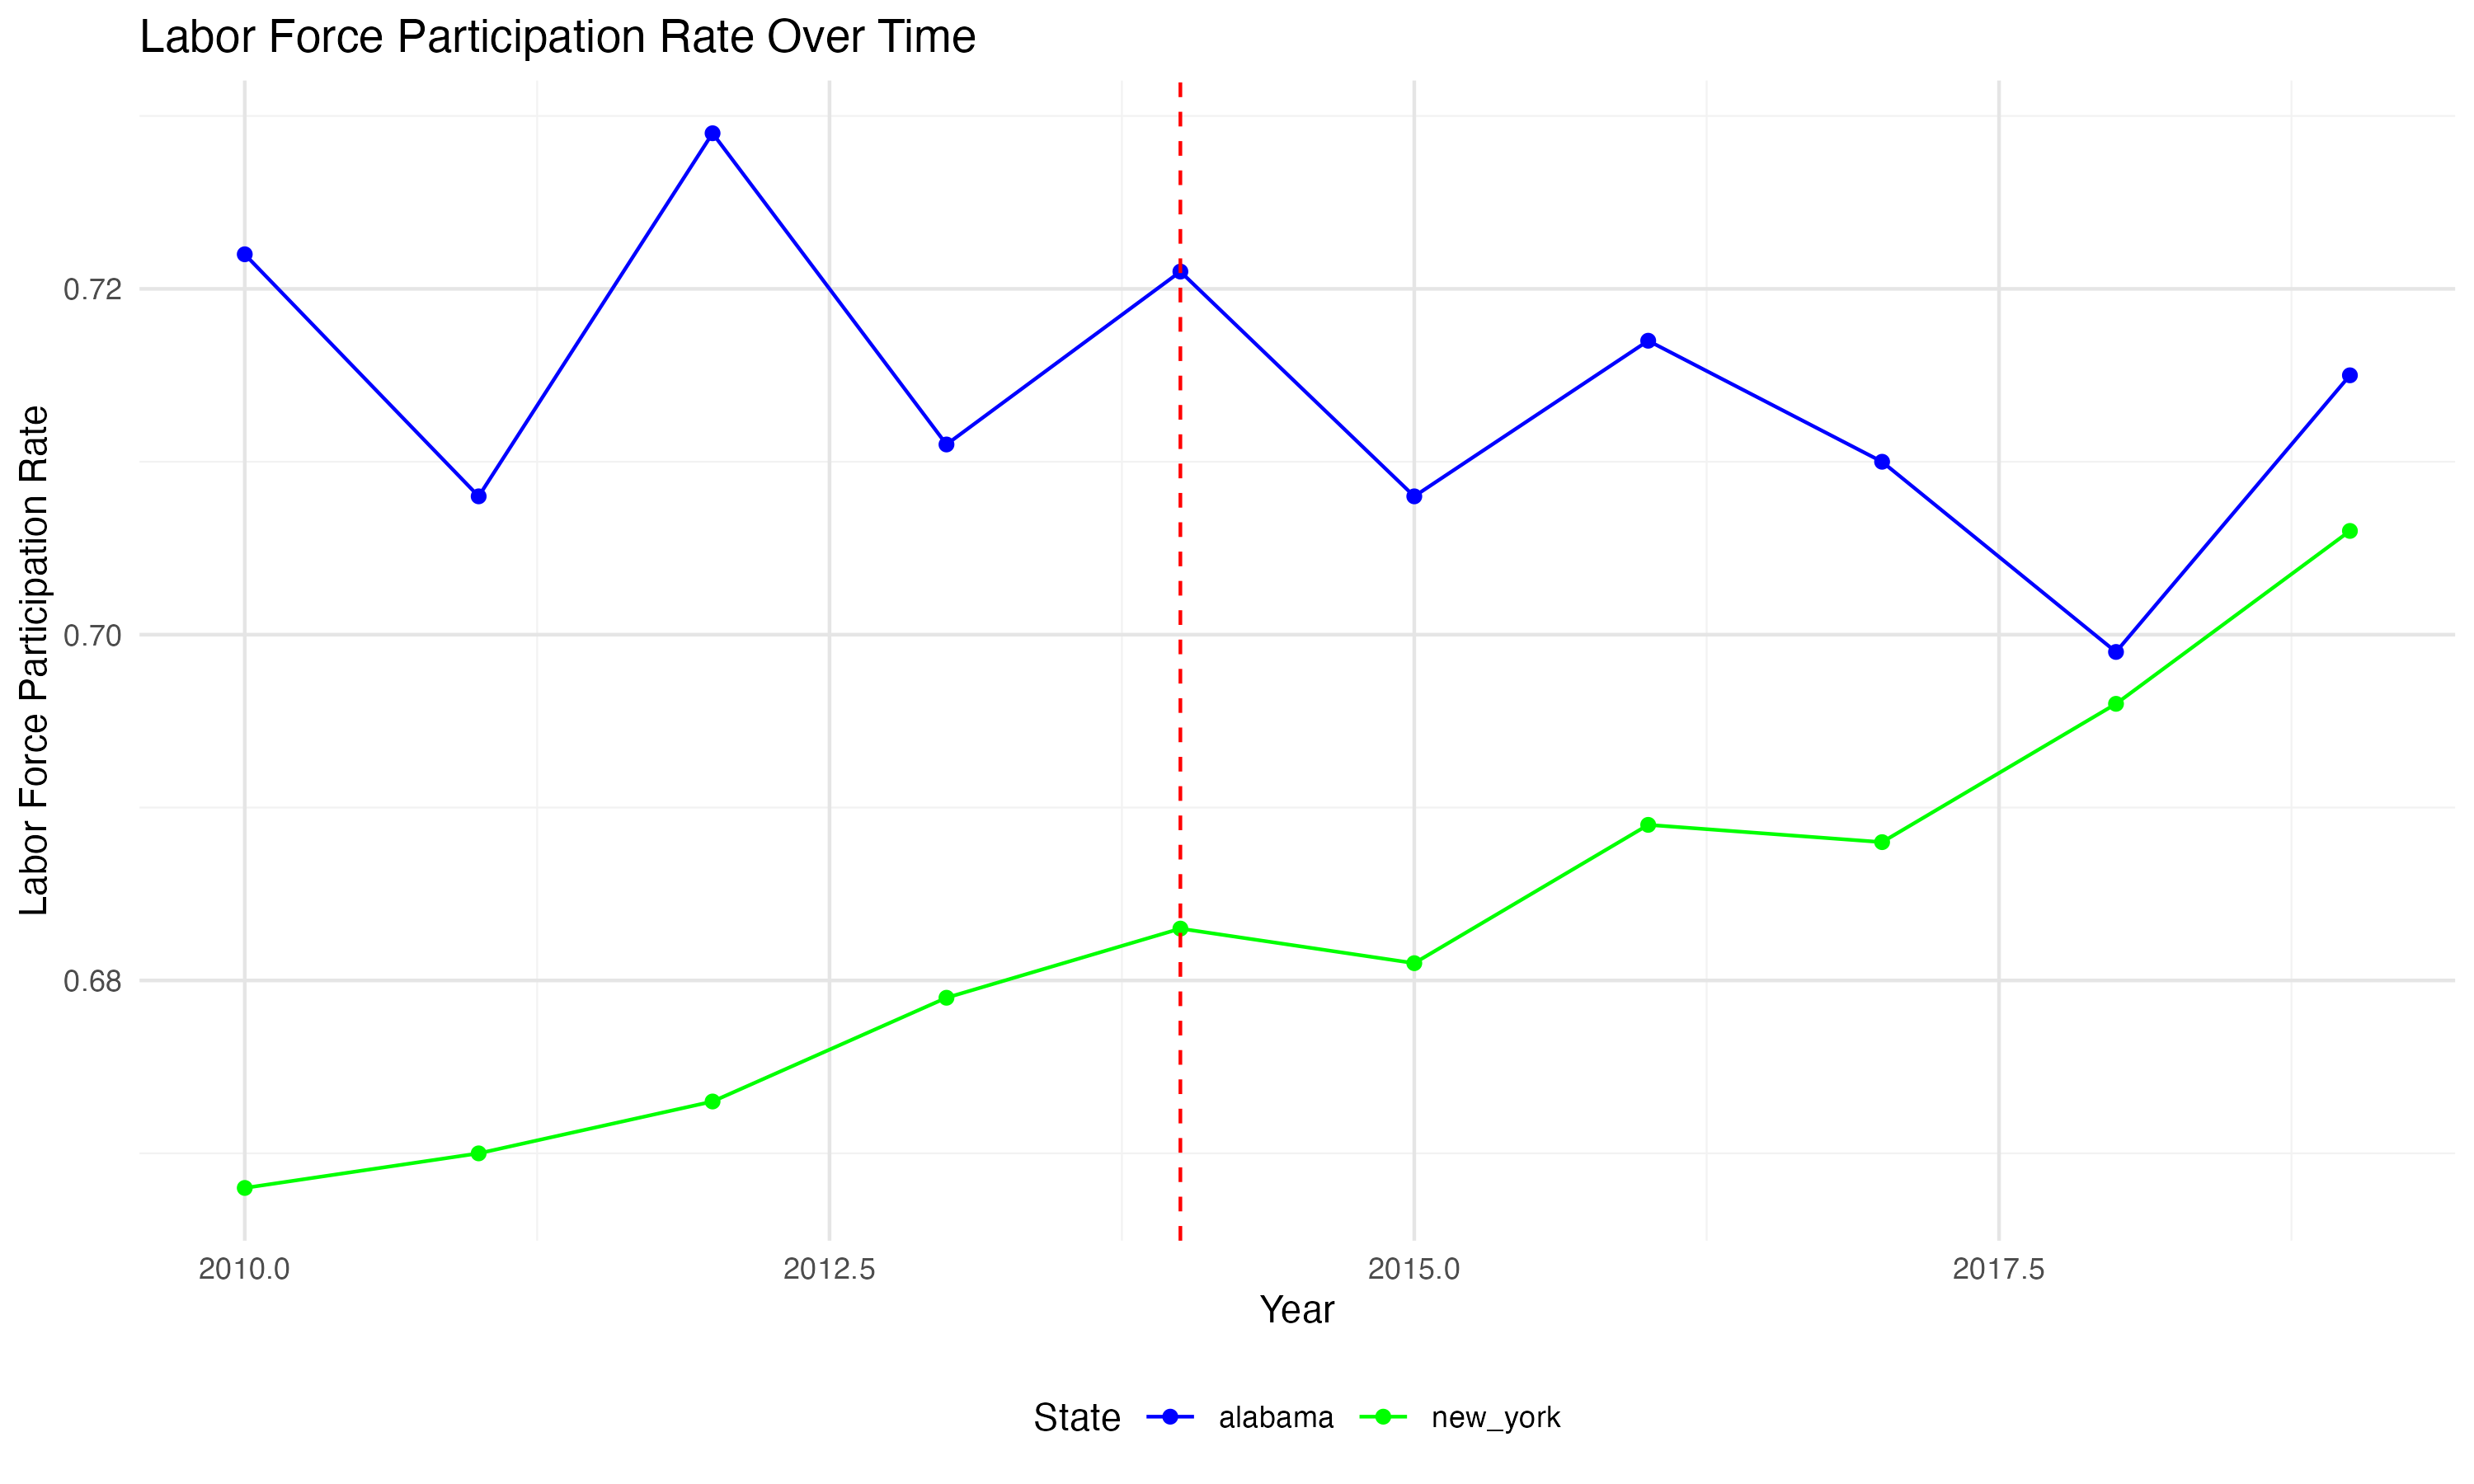 Labor Force Participation Rate Over Time
Labor Force Participation Rate
0.72
0.70
0.68
2010.0 2012.5 2015.0 2017.5
Year
State alabama new_york